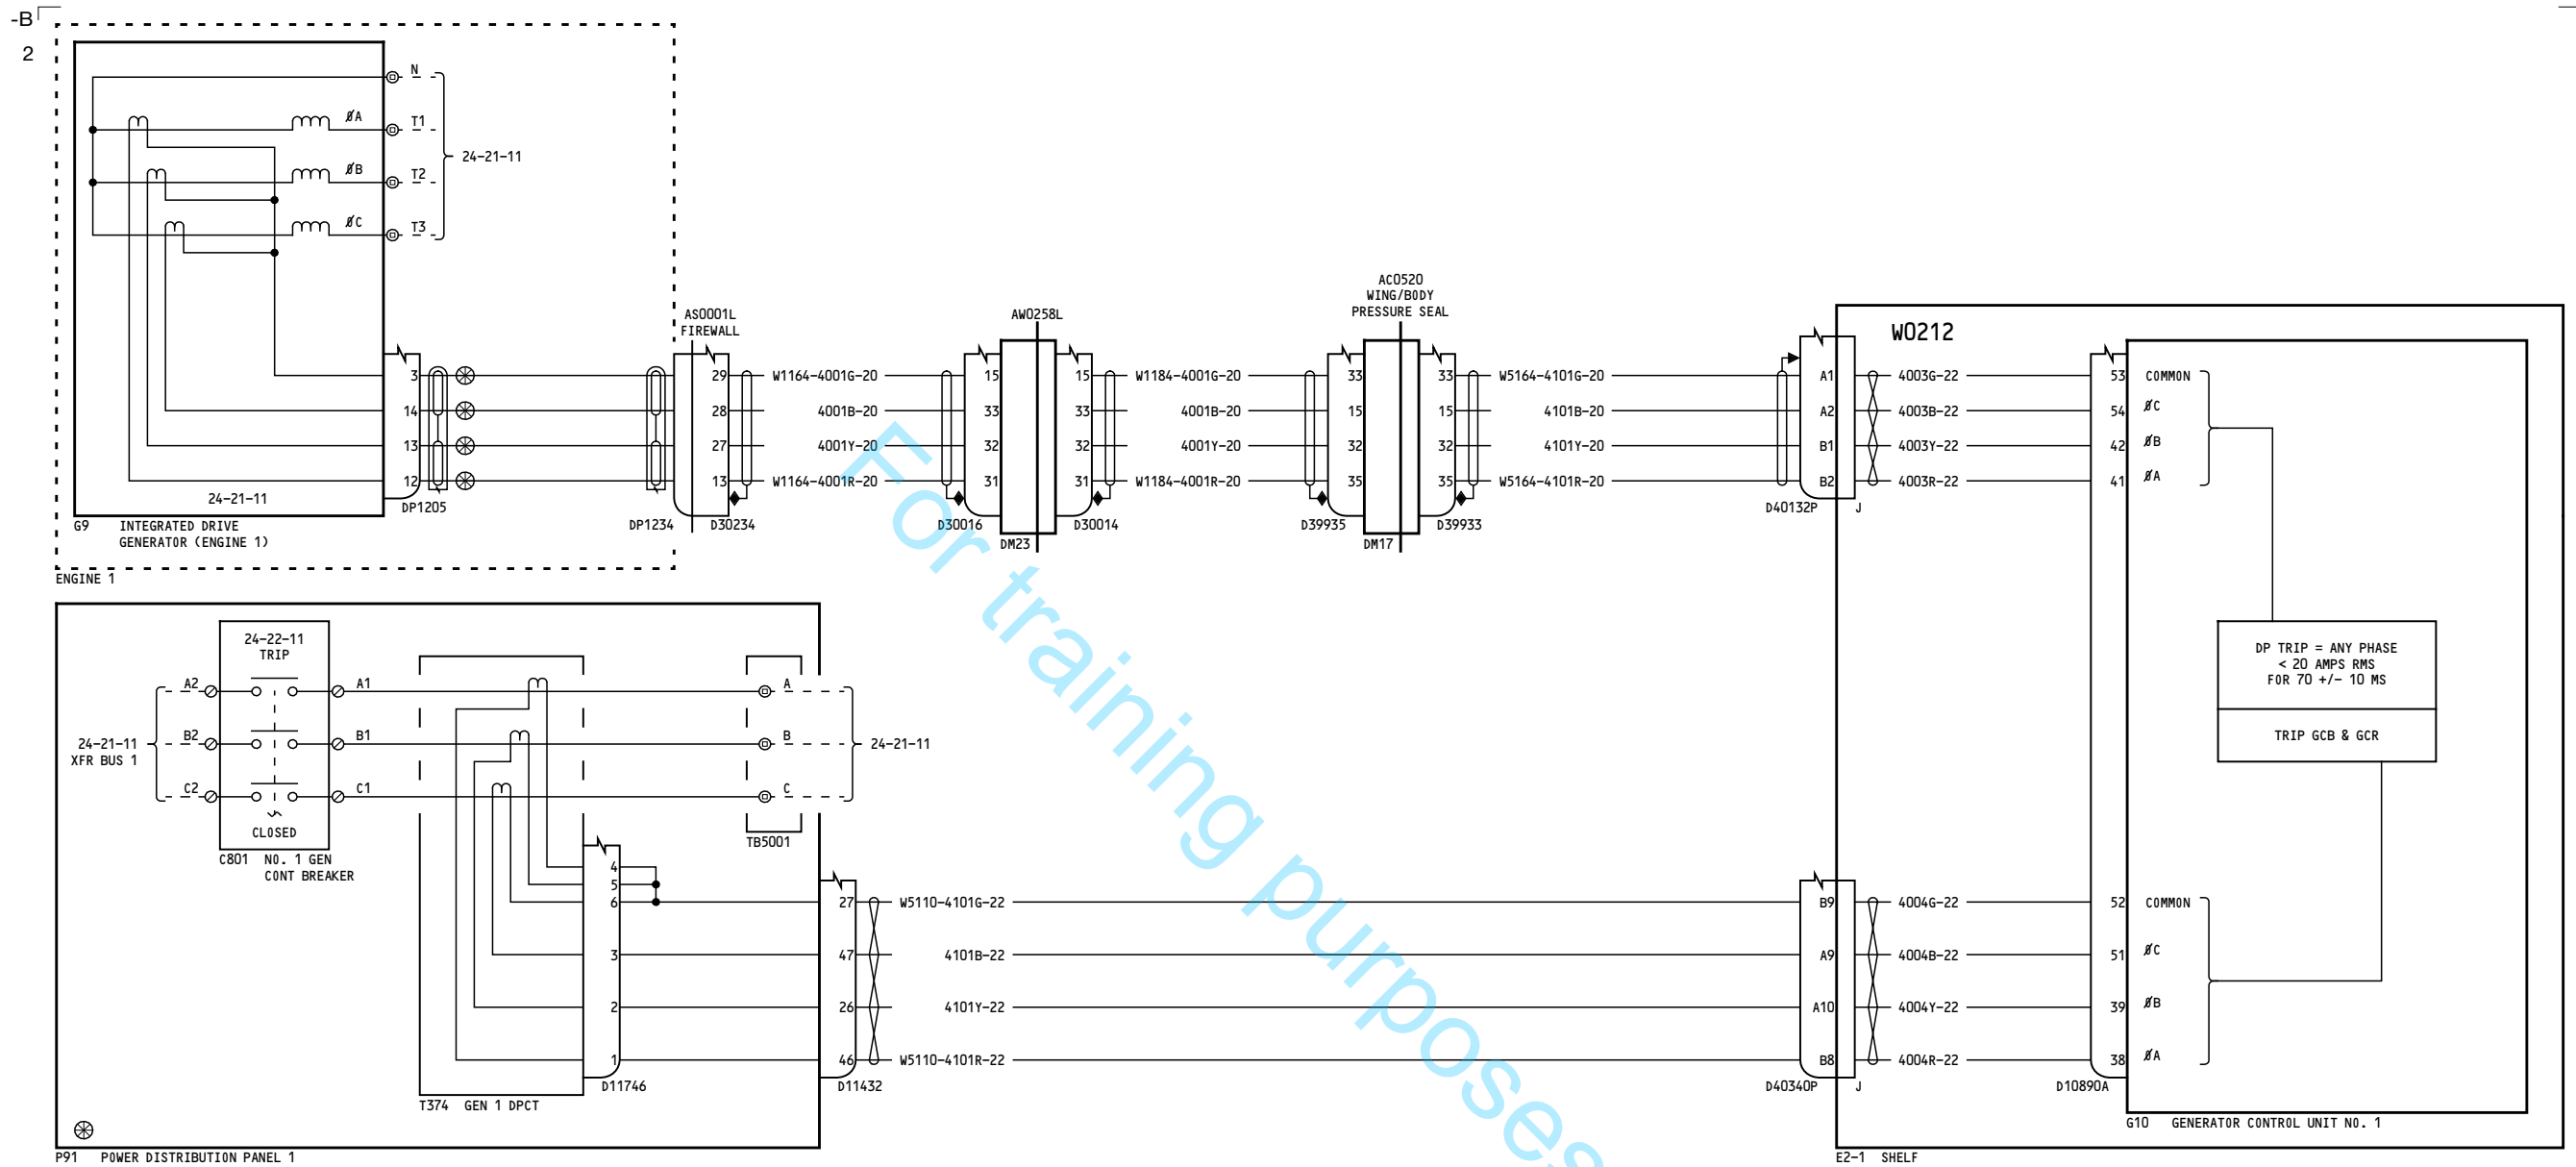 -B
2
N
ØA
T1
ØB
T2
ØC
T3
24-21-11
3
14
13
12
24-21-11
DP1205
G9 INTEGRATED DRIVE
GENERATOR (ENGINE 1)
ENGINE 1
AS0001L
FIREWALL
29
28
27
13
DP1234
D30234
W1164-4001G-20
4001B-20
4001Y-20
W1164-4001R-20
AW0258L
15
33
32
31
15
33
32
31
D30016
D30014
DM23
W1184-4001G-20
4001B-20
4001Y-20
W1184-4001R-20
AC0520
WING/BODY
PRESSURE SEAL
33
15
32
35
33
15
32
35
D39935
D39933
DM17
W5164-4101G-20
4101B-20
4101Y-20
W5164-4101R-20
W0212
A1
A2
B1
B2
D40132P
J
4003G-22
4003B-22
4003Y-22
4003R-22
53 COMMON
54 ØC
42 ØB
41 ØA
DP TRIP = ANY PHASE
< 20 AMPS RMS
FOR 70 +/- 10 MS
TRIP GCB & GCR
24-22-11
TRIP
A2
A1
B2
B1
C2
C1
24-21-11
XFR BUS 1
CLOSED
C801 NO. 1 GEN
CONT BREAKER
A
B
C
24-21-11
TB5001
4
5
6
3
2
1
D11746
T374 GEN 1 DPCT
27
47
26
46
D11432
W5110-4101G-22
4101B-22
4101Y-22
W5110-4101R-22
B9
A9
A10
B8
D40340P
J
4004G-22
4004B-22
4004Y-22
4004R-22
52 COMMON
51 ØC
39 ØB
38 ØA
D10890A
G10 GENERATOR CONTROL UNIT NO. 1
P91 POWER DISTRIBUTION PANEL 1
E2-1 SHELF
For training purposes